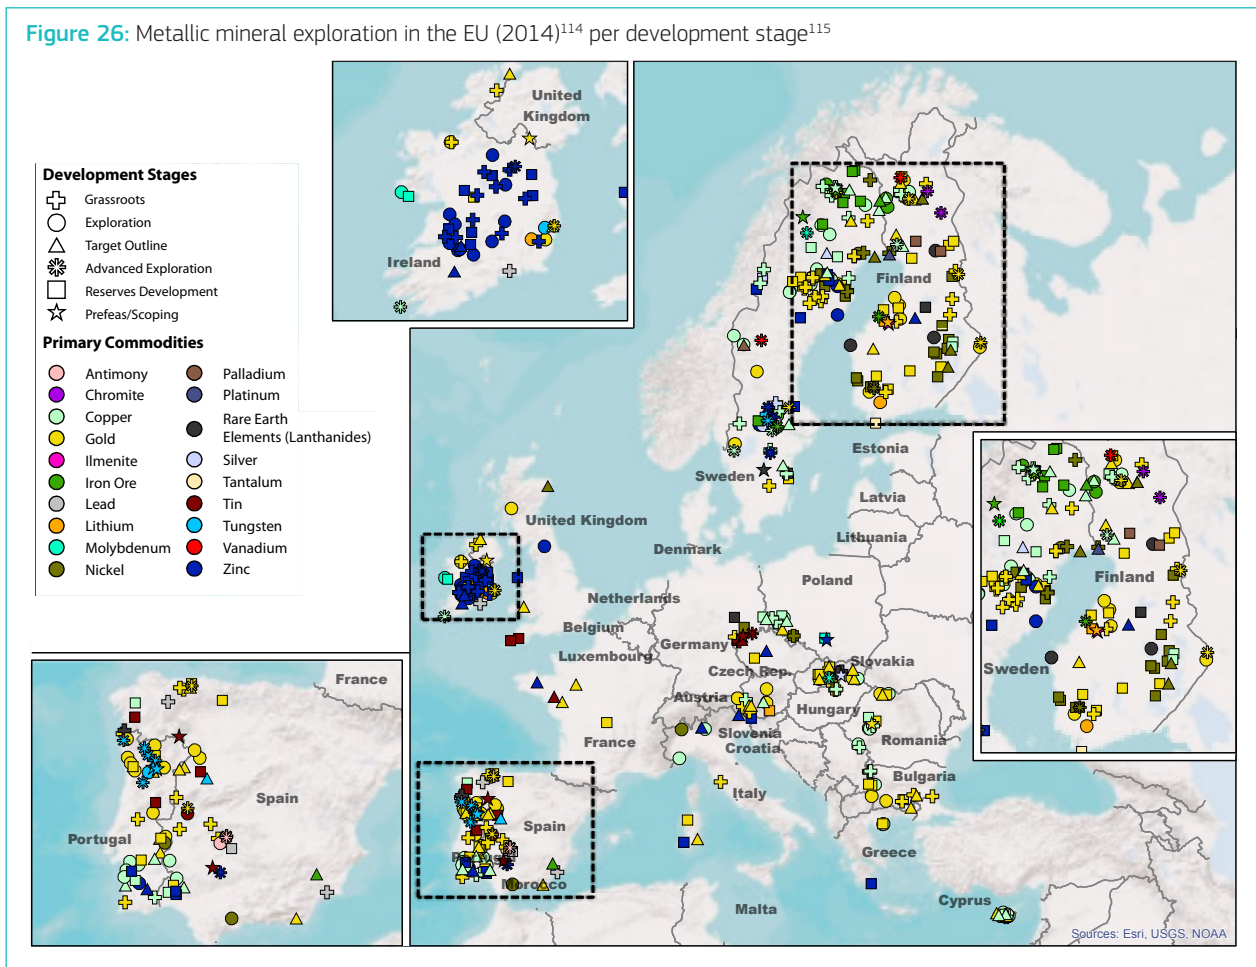 Figure 26: Metallic mineral exploration in the EU (2014)114 per development stage115
Development Stages
Grassroots
Exploration
Target Outline
Advanced Exploration
Reserves Development
Prefeas/Scoping
Primary Commodities
Antimony
Chromite
Copper
Gold
Ilmenite
Iron Ore
Lead
Lithium
Molybdenum
Nickel
Palladium
Platinum
Rare Earth
Elements (Lanthanides)
Silver
Tantalum
Tin
Tungsten
Vanadium
Zinc
United
Kingdom
Ireland
Finland
Sweden
Estonia
Latvia
Lithuania
United Kingdom
Denmark
Poland
Netherlands
Belgium
Germany
Luxembourg
Czech Rep.
Slovakia
Austria
Hungary
Slovenia
Croatia
France
Romania
Bulgaria
Italy
Spain
Portugal
Morocco
Greece
Malta
Cyprus
Finland
Sweden
France
Spain
Portugal
Sources: Esri, USGS, NOAA